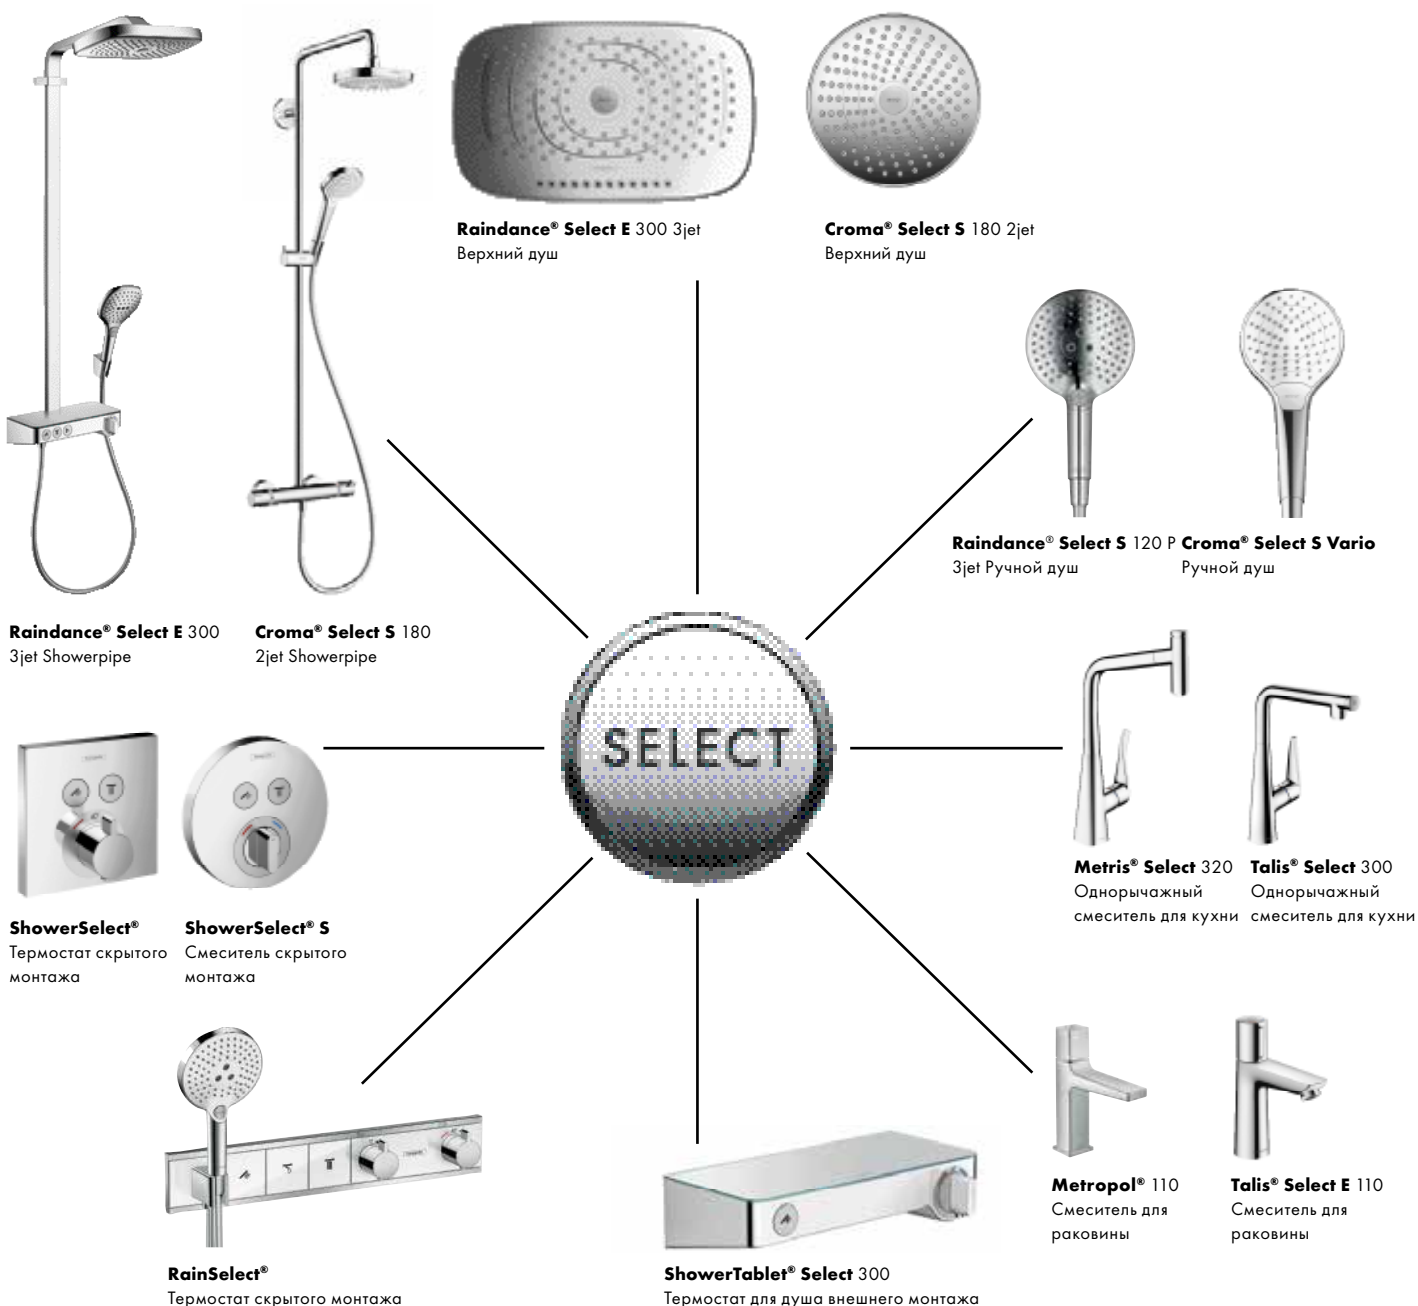 Raindance® Select E 300 3jet
Верхний душ
Croma® Select S 180 2jet
Верхний душ
Raindance® Select S 120 P
3jet Ручной душ
Croma® Select S Vario
Ручной душ
Raindance® Select E 300
3jet Showerpipe
Croma® Select S 180
2jet Showerpipe
SELECT
Metris® Select 320
Однорычажный
смеситель для кухни
Talis® Select 300
Однорычажный
смеситель для кухни
ShowerSelect®
Термостат скрытого
монтажа
ShowerSelect® S
Смеситель скрытого
монтажа
Metropol® 110
Смеситель для
раковины
Talis® Select E 110
Смеситель для
раковины
RainSelect®
Термостат скрытого монтажа
ShowerTablet® Select 300
Термостат для душа внешнего монтажа